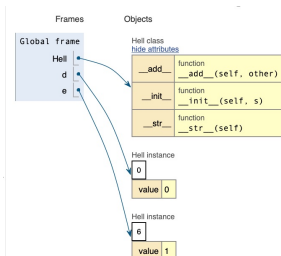 Frames
Objects
Global frame
Hell
d
e
Hell class
hide attributes
__add__
function
__add__(self, other)
__init__
function
__init__(self, s)
__str__
function
__str__(self)
Hell instance
0
value 0
Hell instance
6
value 1